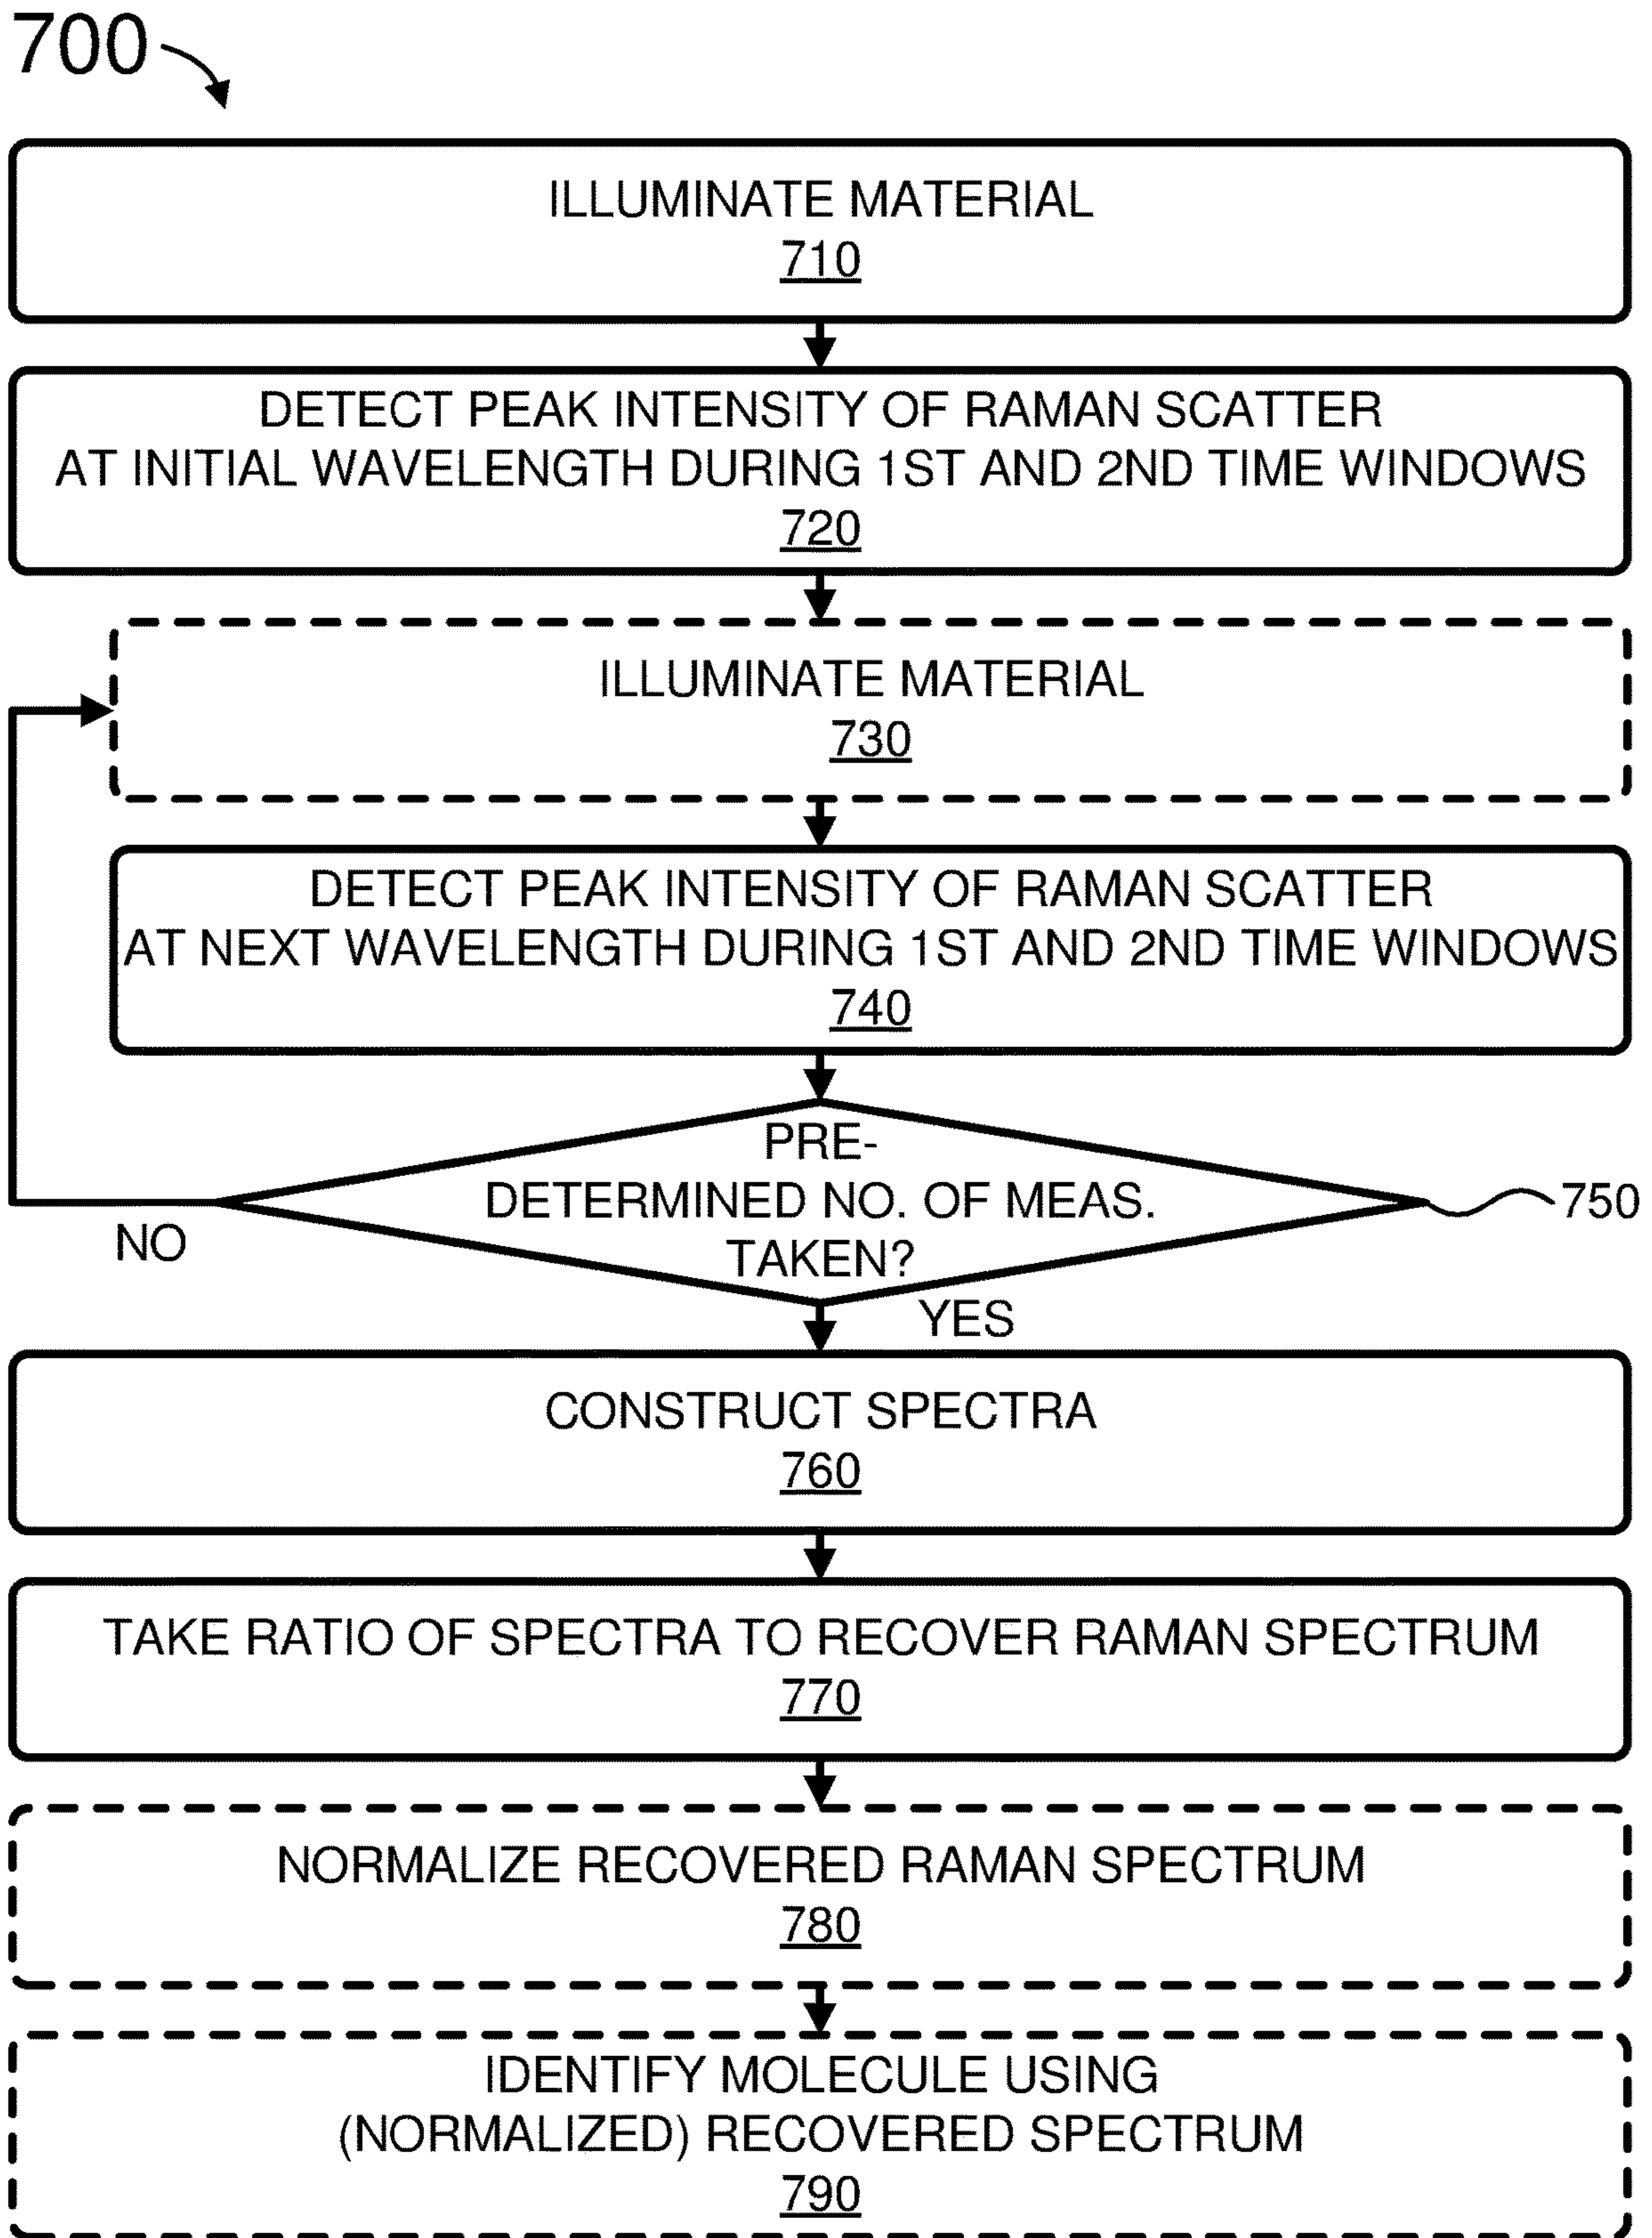 700
ILLUMINATE MATERIAL
710
DETECT PEAK INTENSITY OF RAMAN SCATTER
AT INITIAL WAVELENGTH DURING 1ST AND 2ND TIME WINDOWS
720
ILLUMINATE MATERIAL
730
DETECT PEAK INTENSITY OF RAMAN SCATTER
AT NEXT WAVELENGTH DURING 1ST AND 2ND TIME WINDOWS
740
PRE-
DETERMINED NO. OF MEAS.
TAKEN?
750
NO
YES
CONSTRUCT SPECTRA
760
TAKE RATIO OF SPECTRA TO RECOVER RAMAN SPECTRUM
770
NORMALIZE RECOVERED RAMAN SPECTRUM
780
IDENTIFY MOLECULE USING
(NORMALIZED) RECOVERED SPECTRUM
790